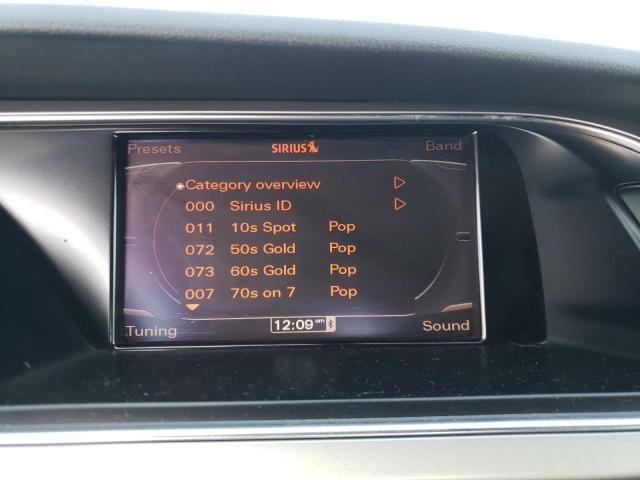 Presets SIRIUS Band
Category overview
000 Sirius ID
011 10s Spot Pop
072 50s Gold Pop
073 60s Gold Pop
007 70s on 7 Pop
Tuning 12:09 am Sound